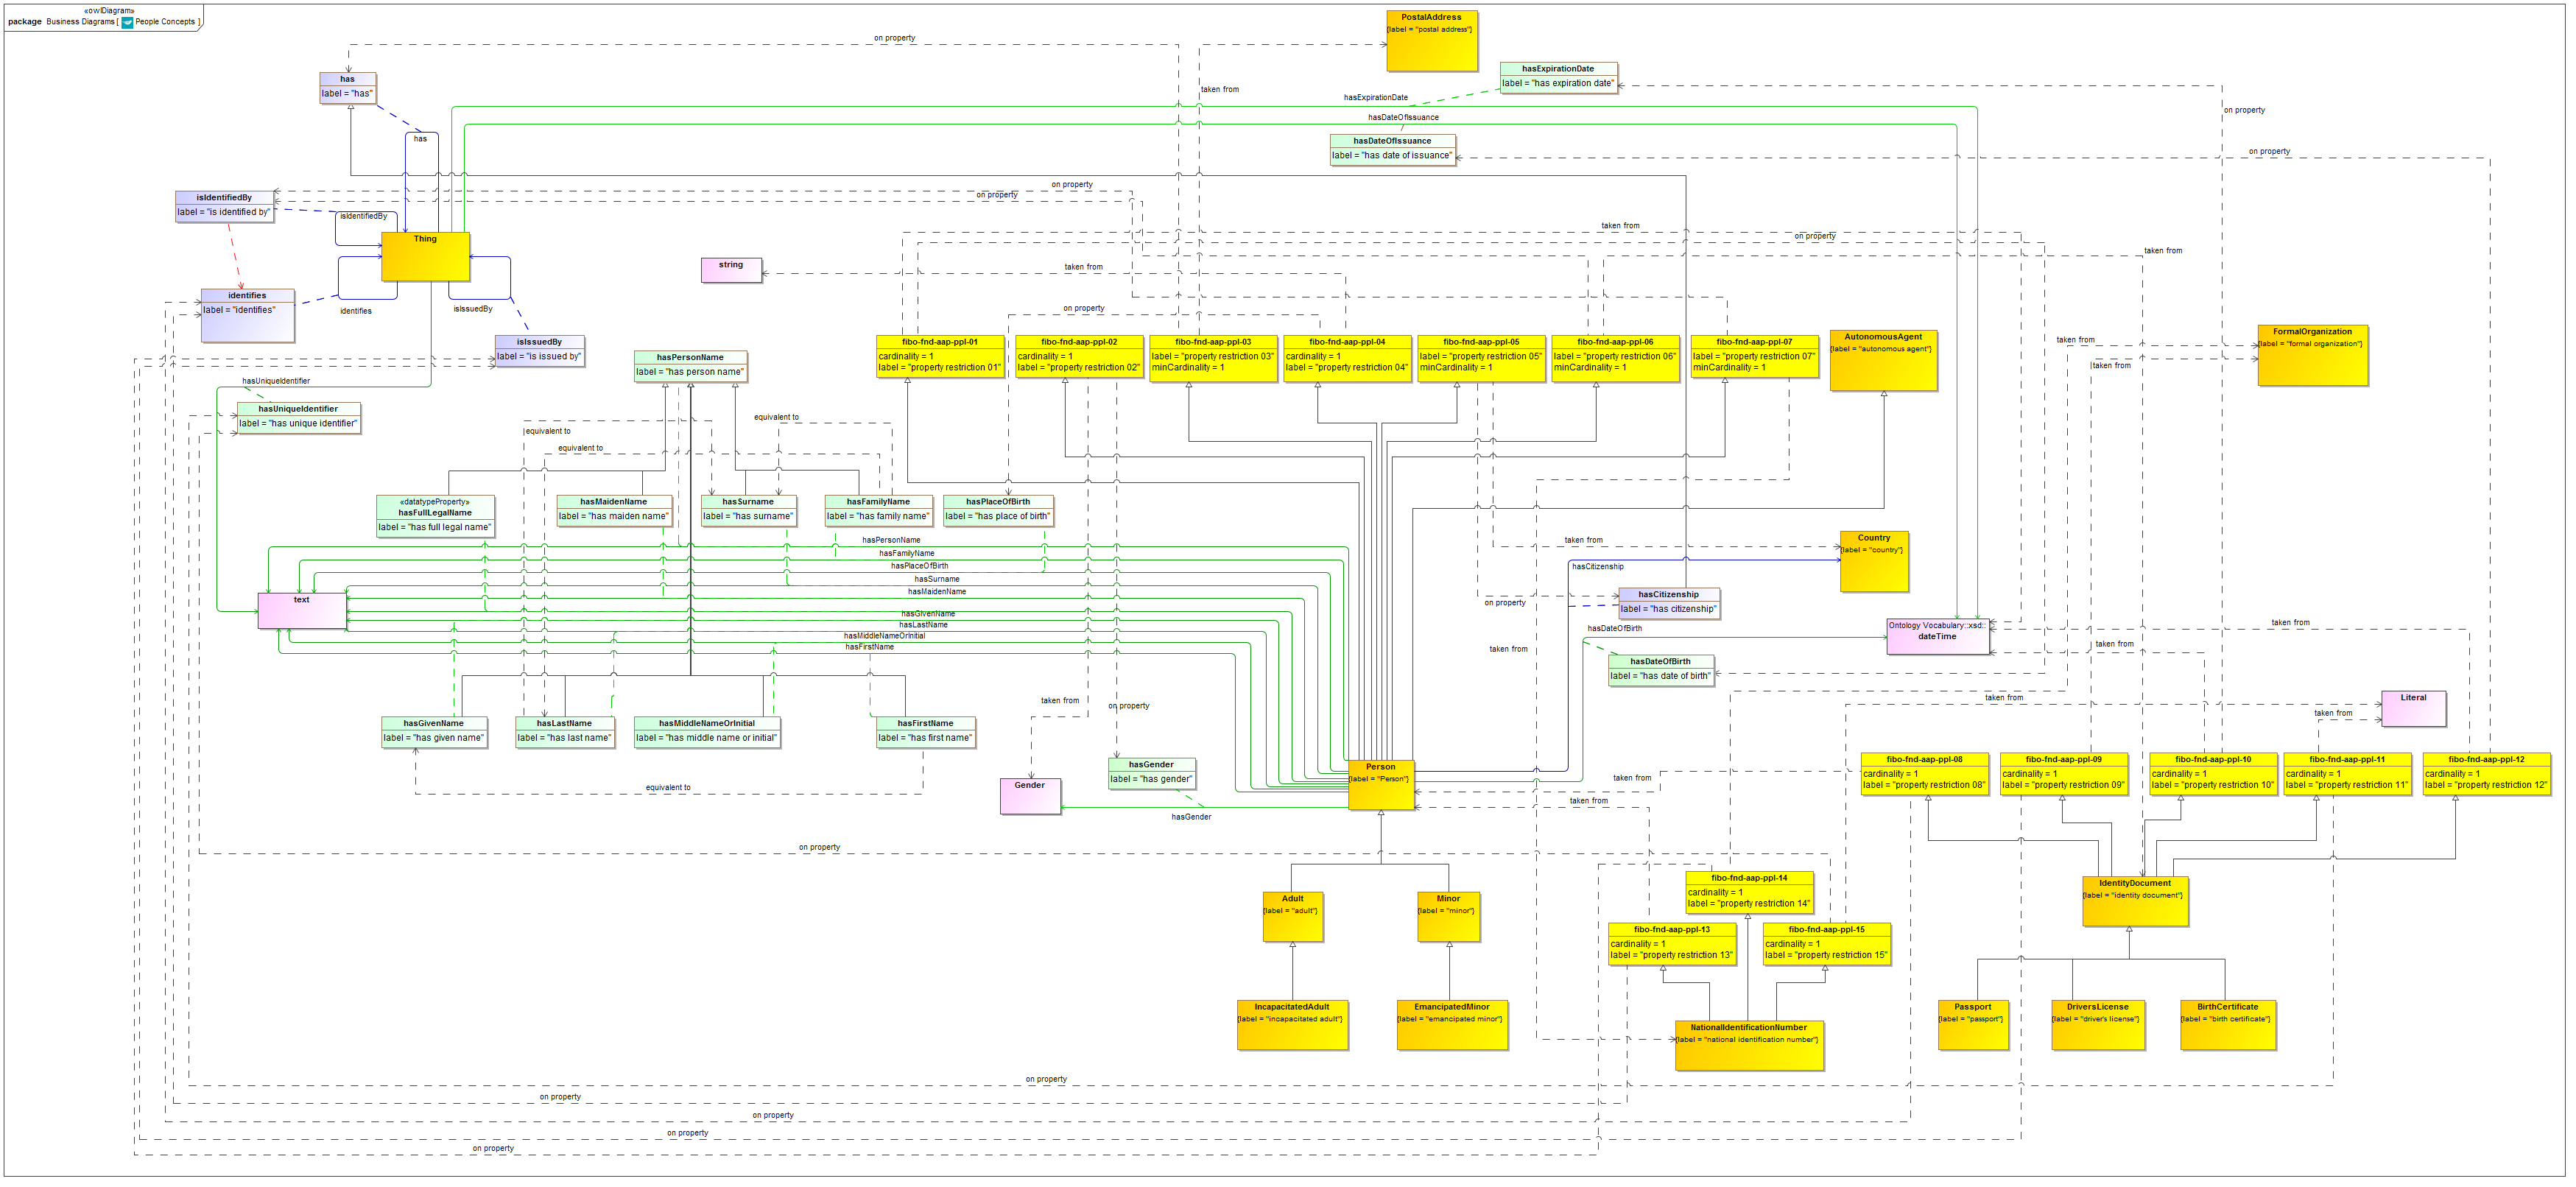 «owlDiagram»
package Business Diagrams [ People Concepts ]
PostalAddress
{label = "postal address"}
on property
has
label = "has"
hasExpirationDate
label = "has expiration date"
taken from
hasExpirationDate
on property
hasDateOfIssuance
has
hasDateOfIssuance
label = "has date of issuance"
on property
isIdentifiedBy
label = "is identified by"
on property
on property
isIdentifiedBy
Thing
taken from
on property
taken from
string
taken from
identifies
label = "identifies"
identifies
isIssuedBy
on property
isIssuedBy
label = "is issued by"
hasPersonName
label = "has person name"
fibo-fnd-aap-ppl-01
cardinality = 1
label = "property restriction 01"
fibo-fnd-aap-ppl-02
cardinality = 1
label = "property restriction 02"
fibo-fnd-aap-ppl-03
label = "property restriction 03"
minCardinality = 1
fibo-fnd-aap-ppl-04
cardinality = 1
label = "property restriction 04"
fibo-fnd-aap-ppl-05
label = "property restriction 05"
minCardinality = 1
fibo-fnd-aap-ppl-06
label = "property restriction 06"
minCardinality = 1
fibo-fnd-aap-ppl-07
label = "property restriction 07"
minCardinality = 1
AutonomousAgent
{label = "autonomous agent"}
taken from
taken from
FormalOrganization
{label = "formal organization"}
hasUniqueIdentifier
hasUniqueIdentifier
label = "has unique identifier"
equivalent to
equivalent to
equivalent to
«datatypeProperty»
hasFullLegalName
label = "has full legal name"
hasMaidenName
label = "has maiden name"
hasSurname
label = "has surname"
hasFamilyName
label = "has family name"
hasPlaceOfBirth
label = "has place of birth"
hasPersonName
hasFamilyName
hasPlaceOfBirth
hasSurname
hasMaidenName
hasGivenName
hasLastName
hasMiddleNameOrInitial
hasFirstName
text
taken from
Country
{label = "country"}
hasCitizenship
hasCitizenship
label = "has citizenship"
on property
hasDateOfBirth
Ontology Vocabulary::xsd::
dateTime
taken from
taken from
taken from
hasDateOfBirth
label = "has date of birth"
taken from
on property
taken from
Literal
taken from
hasGivenName
label = "has given name"
hasLastName
label = "has last name"
hasMiddleNameOrInitial
label = "has middle name or initial"
hasFirstName
label = "has first name"
equivalent to
hasGender
label = "has gender"
Gender
hasGender
Person
{label = "Person"}
taken from
taken from
fibo-fnd-aap-ppl-08
cardinality = 1
label = "property restriction 08"
fibo-fnd-aap-ppl-09
cardinality = 1
label = "property restriction 09"
fibo-fnd-aap-ppl-10
cardinality = 1
label = "property restriction 10"
fibo-fnd-aap-ppl-11
cardinality = 1
label = "property restriction 11"
fibo-fnd-aap-ppl-12
cardinality = 1
label = "property restriction 12"
on property
Adult
{label = "adult"}
Minor
{label = "minor"}
fibo-fnd-aap-ppl-14
cardinality = 1
label = "property restriction 14"
fibo-fnd-aap-ppl-13
cardinality = 1
label = "property restriction 13"
fibo-fnd-aap-ppl-15
cardinality = 1
label = "property restriction 15"
IdentityDocument
{label = "identity document"}
IncapacitatedAdult
{label = "incapacitated adult"}
EmancipatedMinor
{label = "emancipated minor"}
NationalIdentificationNumber
{label = "national identification number"}
Passport
{label = "passport"}
DriversLicense
{label = "driver's license"}
BirthCertificate
{label = "birth certificate"}
on property
on property
on property
on property
on property